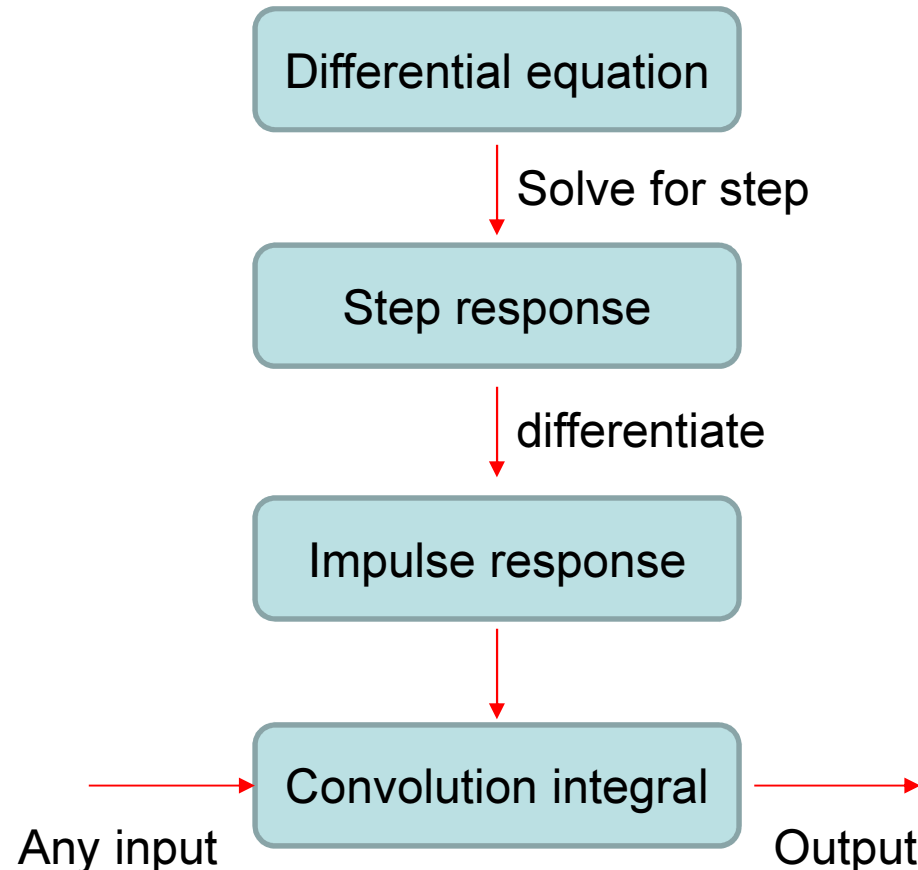 Differential equation
Solve for step
Step response
differentiate
Impulse response
Convolution integral
Any input
Output